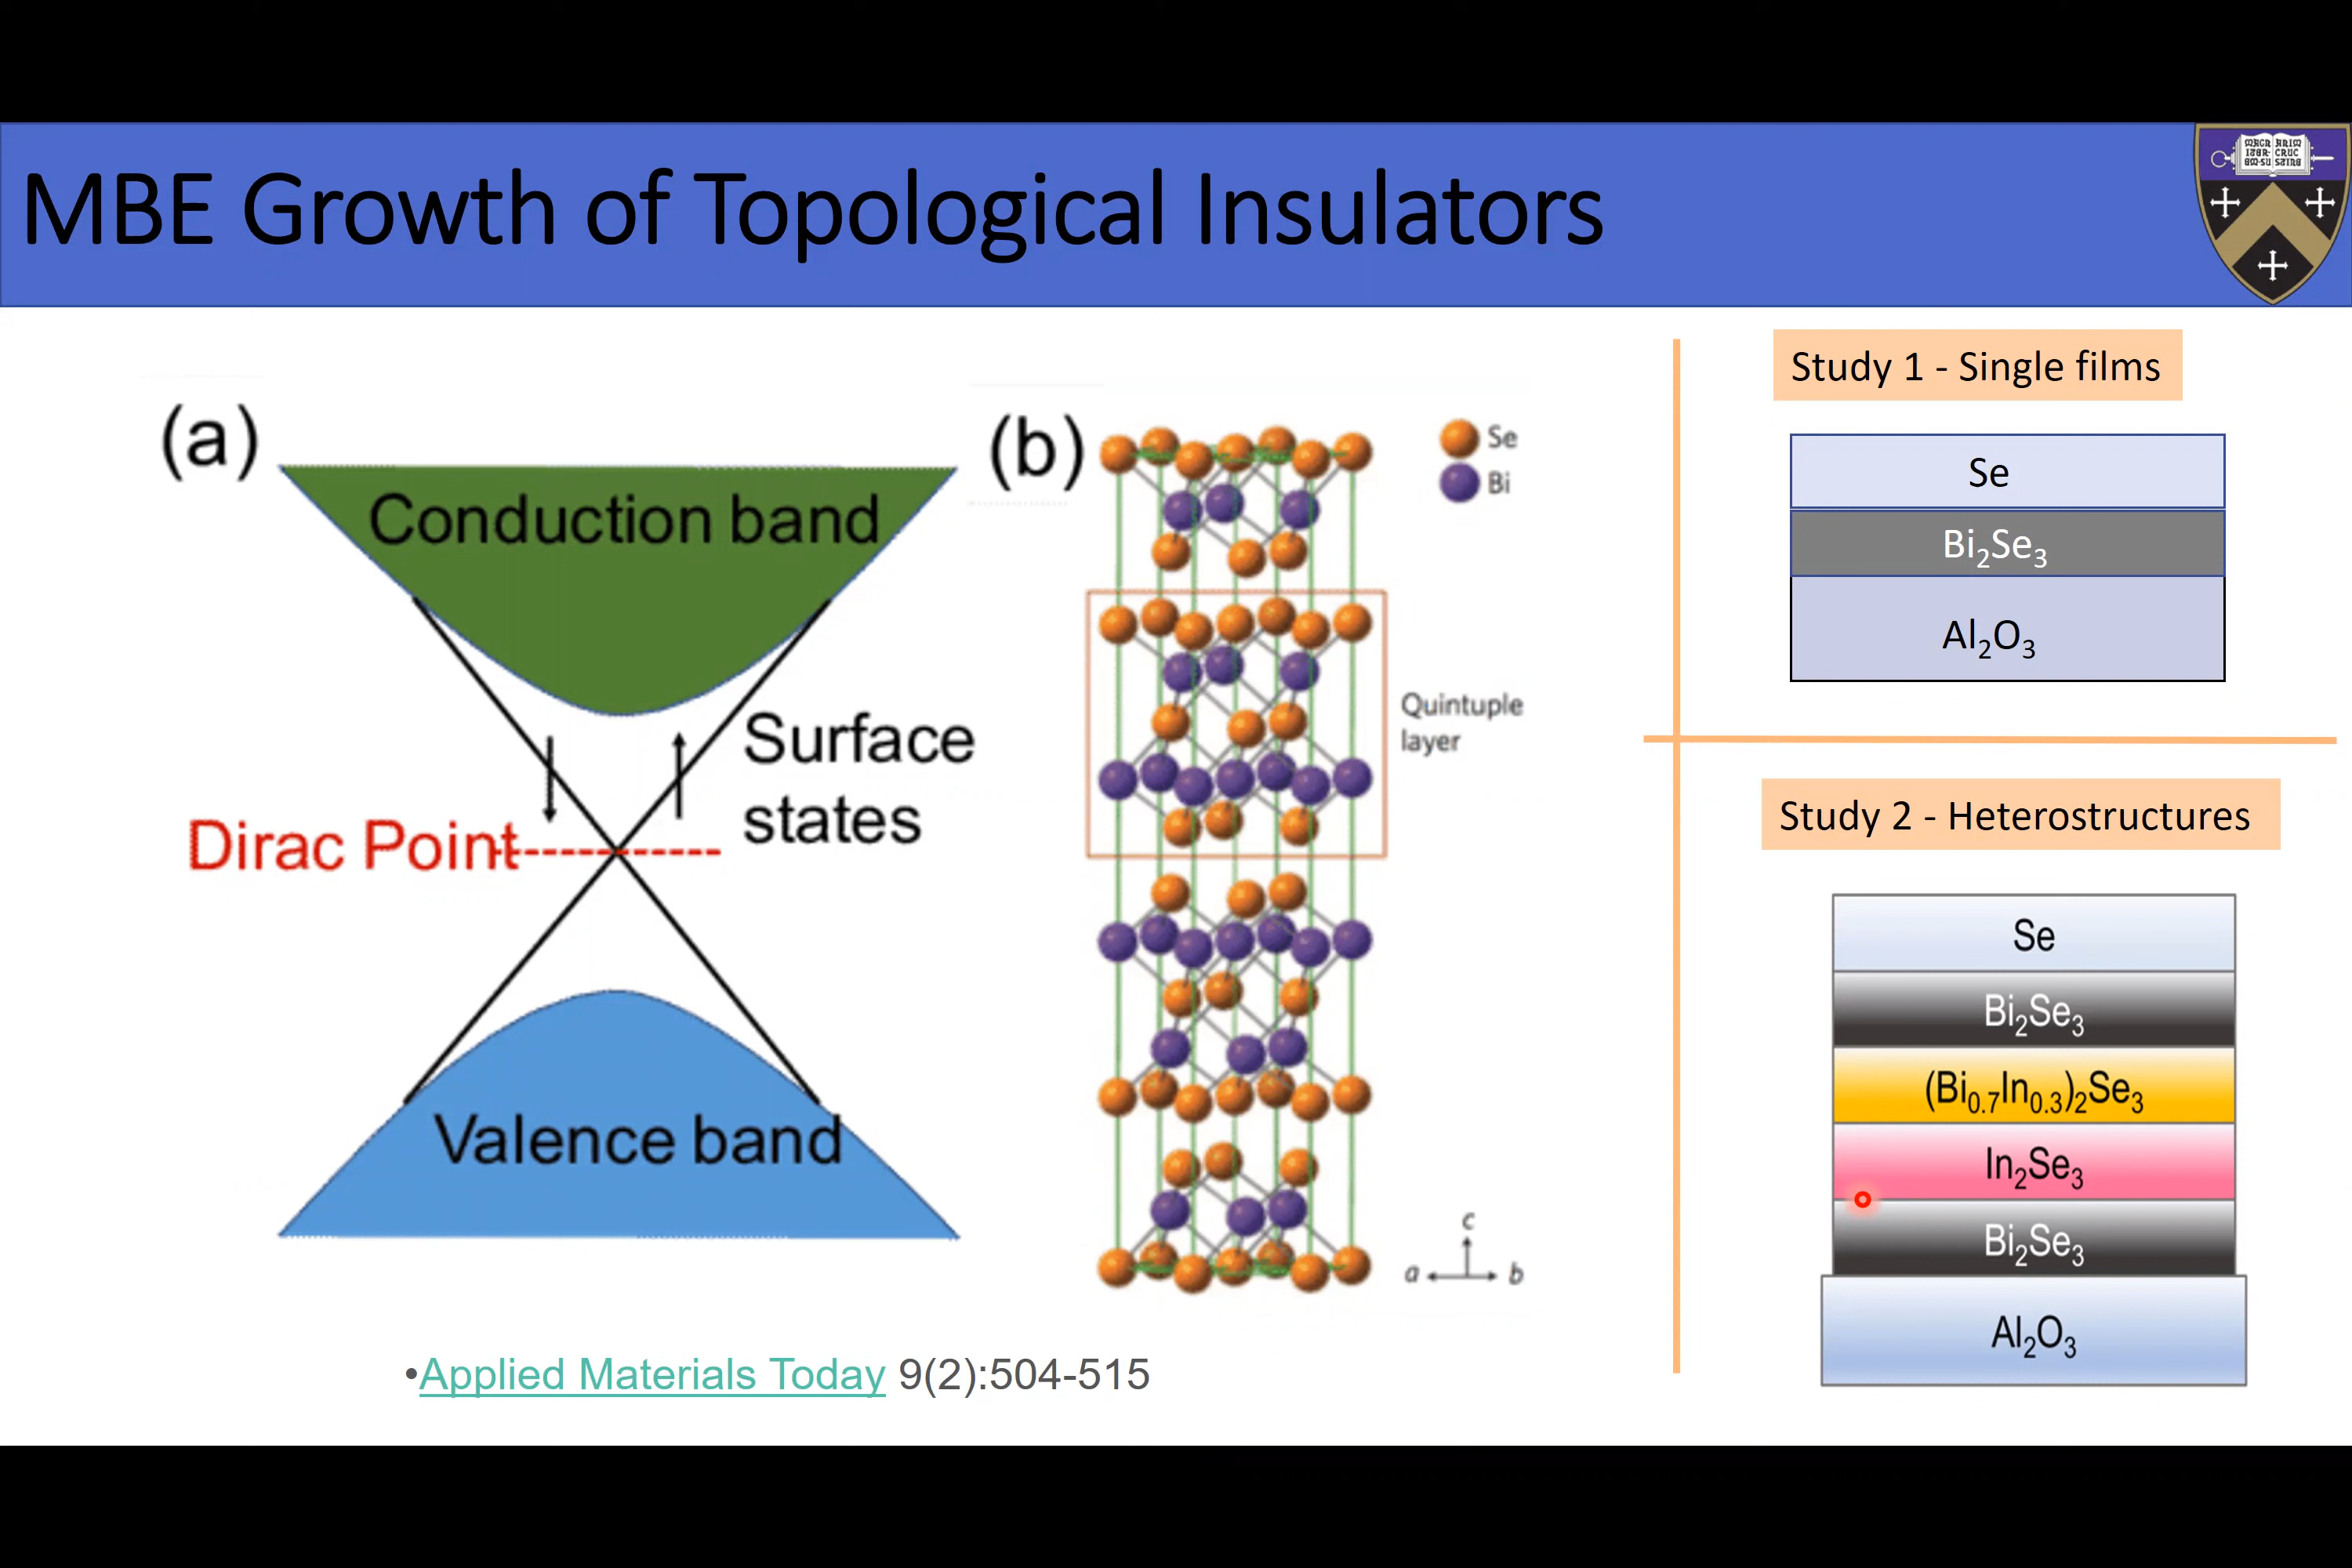 MBE Growth of Topological Insulators
(a)
Conduction band
Surface
states
Dirac Point
Valence band
(b)
Se
Bi
Quintuple
layer
c
a
b
•Applied Materials Today 9(2):504-515
Study 1 - Single films
Se
Bi₂Se₃
Al₂O₃
Study 2 - Heterostructures
Se
Bi₂Se₃
(Bi₀.₇In₀.₃)₂Se₃
In₂Se₃
Bi₂Se₃
Al₂O₃